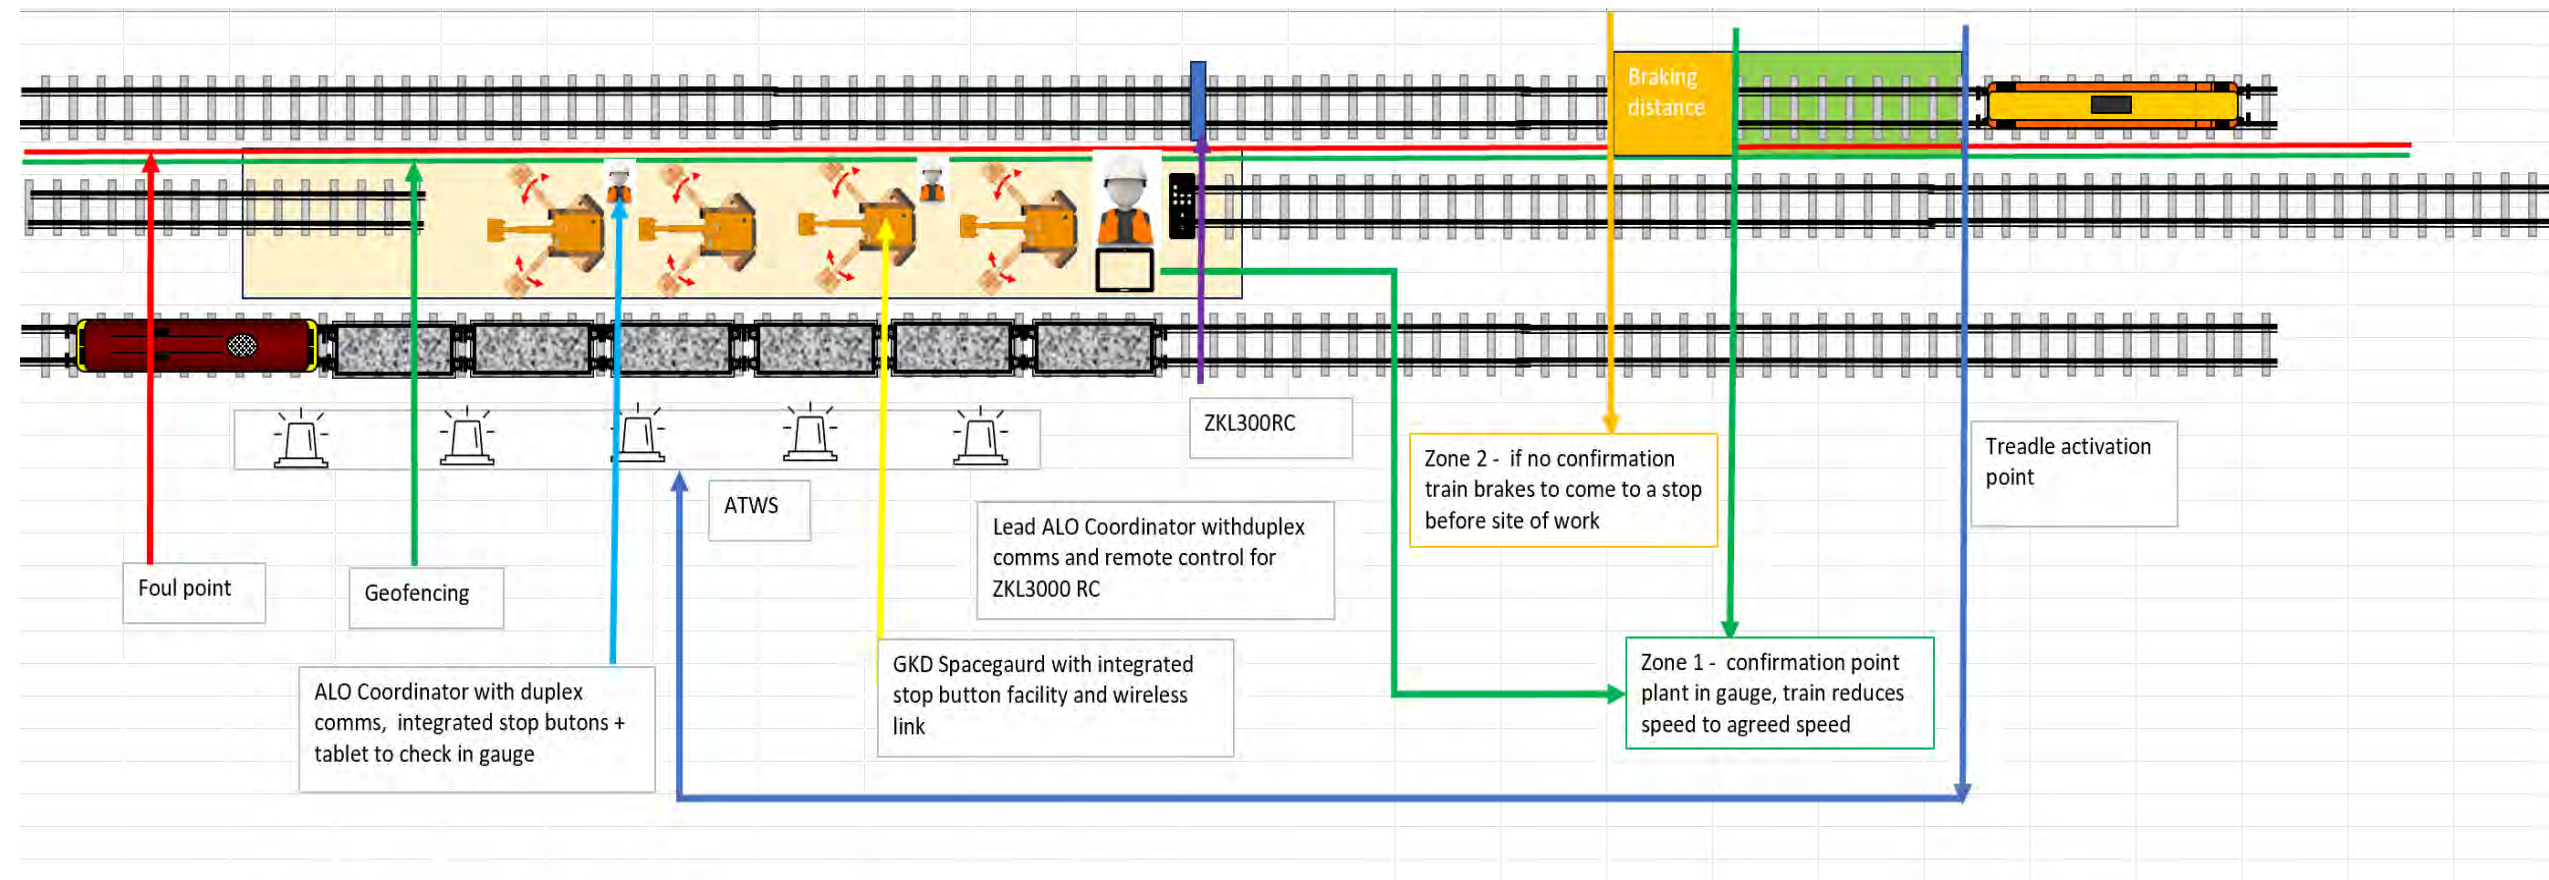 Braking
distance
ZKL300RC
Treadle activation
point
Zone 2 - if no confirmation
train brakes to come to a stop
before site of work
ATWS
Lead ALO Coordinator withduplex
comms and remote control for
ZKL3000 RC
Foul point
Geofencing
GKD Spacegaurd with integrated
stop button facility and wireless
link
Zone 1 - confirmation point
plant in gauge, train reduces
speed to agreed speed
ALO Coordinator with duplex
comms, integrated stop butons +
tablet to check in gauge